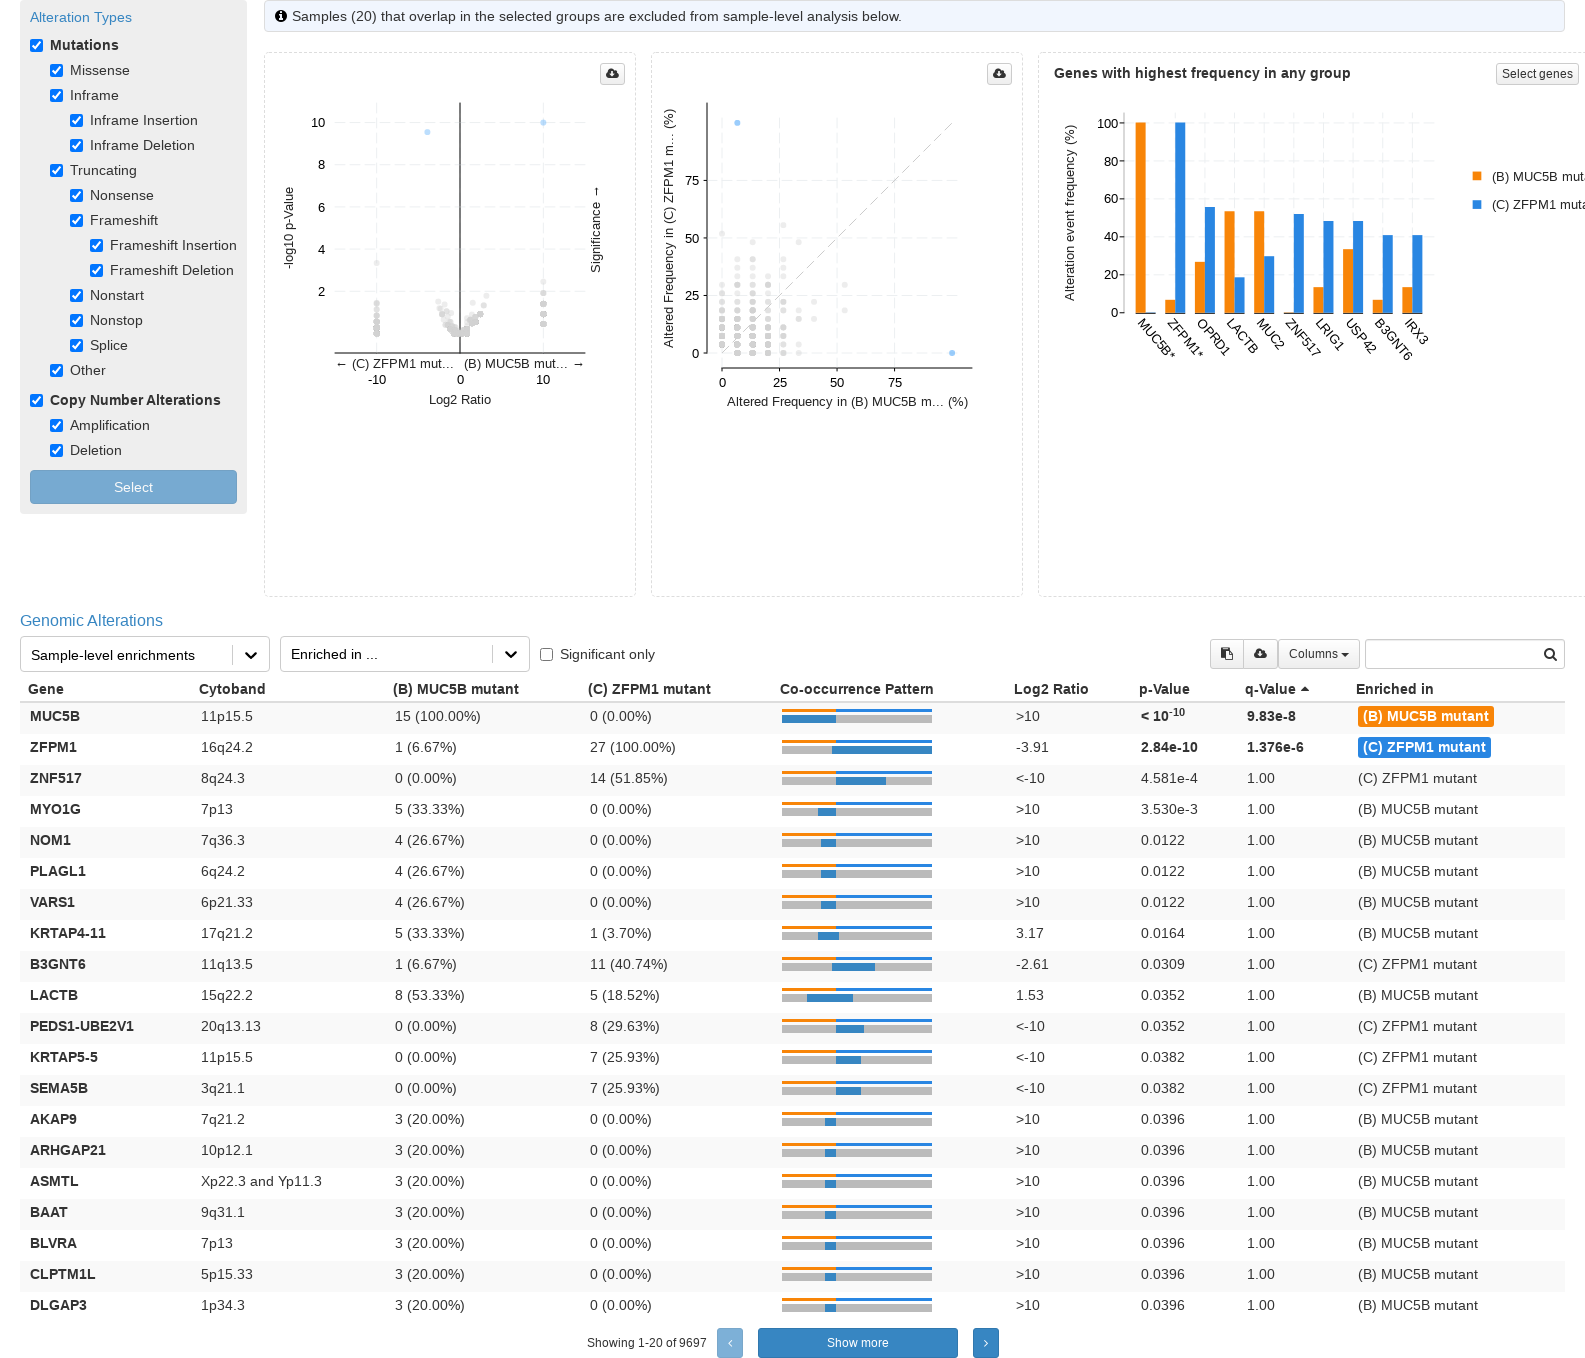 Alteration Types
Mutations
Missense
Inframe
Inframe Insertion
Inframe Deletion
Truncating
Nonsense
Frameshift
Frameshift Insertion
Frameshift Deletion
Nonstart
Nonstop
Splice
Other
Copy Number Alterations
Amplification
Deletion
Select
Samples (20) that overlap in the selected groups are excluded from sample-level analysis below.
10
8
6
4
2
-log10 p-Value
Significance →
← (C) ZFPM1 mut... (B) MUC5B mut... →
-10 0 10
Log2 Ratio
Altered Frequency in (C) ZFPM1 m... (%)
75
50
25
0
0 25 50 75
Altered Frequency in (B) MUC5B m... (%)
Genes with highest frequency in any group
Select genes
Alteration event frequency (%)
100
80
60
40
20
0
MUC5B* ZFPM1* OPRD1 LACTB MUC2 ZNF517 LRIG1 USP42 B3GNT6 IRX3
(B) MUC5B muta
(C) ZFPM1 muta
Genomic Alterations
Sample-level enrichments Enriched in ... Significant only Columns
Gene Cytoband (B) MUC5B mutant (C) ZFPM1 mutant Co-occurrence Pattern Log2 Ratio p-Value q-Value Enriched in
MUC5B 11p15.5 15 (100.00%) 0 (0.00%) >10 < 10-10 9.83e-8 (B) MUC5B mutant
ZFPM1 16q24.2 1 (6.67%) 27 (100.00%) -3.91 2.84e-10 1.376e-6 (C) ZFPM1 mutant
ZNF517 8q24.3 0 (0.00%) 14 (51.85%) <-10 4.581e-4 1.00 (C) ZFPM1 mutant
MYO1G 7p13 5 (33.33%) 0 (0.00%) >10 3.530e-3 1.00 (B) MUC5B mutant
NOM1 7q36.3 4 (26.67%) 0 (0.00%) >10 0.0122 1.00 (B) MUC5B mutant
PLAGL1 6q24.2 4 (26.67%) 0 (0.00%) >10 0.0122 1.00 (B) MUC5B mutant
VARS1 6p21.33 4 (26.67%) 0 (0.00%) >10 0.0122 1.00 (B) MUC5B mutant
KRTAP4-11 17q21.2 5 (33.33%) 1 (3.70%) 3.17 0.0164 1.00 (B) MUC5B mutant
B3GNT6 11q13.5 1 (6.67%) 11 (40.74%) -2.61 0.0309 1.00 (C) ZFPM1 mutant
LACTB 15q22.2 8 (53.33%) 5 (18.52%) 1.53 0.0352 1.00 (B) MUC5B mutant
PEDS1-UBE2V1 20q13.13 0 (0.00%) 8 (29.63%) <-10 0.0352 1.00 (C) ZFPM1 mutant
KRTAP5-5 11p15.5 0 (0.00%) 7 (25.93%) <-10 0.0382 1.00 (C) ZFPM1 mutant
SEMA5B 3q21.1 0 (0.00%) 7 (25.93%) <-10 0.0382 1.00 (C) ZFPM1 mutant
AKAP9 7q21.2 3 (20.00%) 0 (0.00%) >10 0.0396 1.00 (B) MUC5B mutant
ARHGAP21 10p12.1 3 (20.00%) 0 (0.00%) >10 0.0396 1.00 (B) MUC5B mutant
ASMTL Xp22.3 and Yp11.3 3 (20.00%) 0 (0.00%) >10 0.0396 1.00 (B) MUC5B mutant
BAAT 9q31.1 3 (20.00%) 0 (0.00%) >10 0.0396 1.00 (B) MUC5B mutant
BLVRA 7p13 3 (20.00%) 0 (0.00%) >10 0.0396 1.00 (B) MUC5B mutant
CLPTM1L 5p15.33 3 (20.00%) 0 (0.00%) >10 0.0396 1.00 (B) MUC5B mutant
DLGAP3 1p34.3 3 (20.00%) 0 (0.00%) >10 0.0396 1.00 (B) MUC5B mutant
Showing 1-20 of 9697 ‹ Show more ›